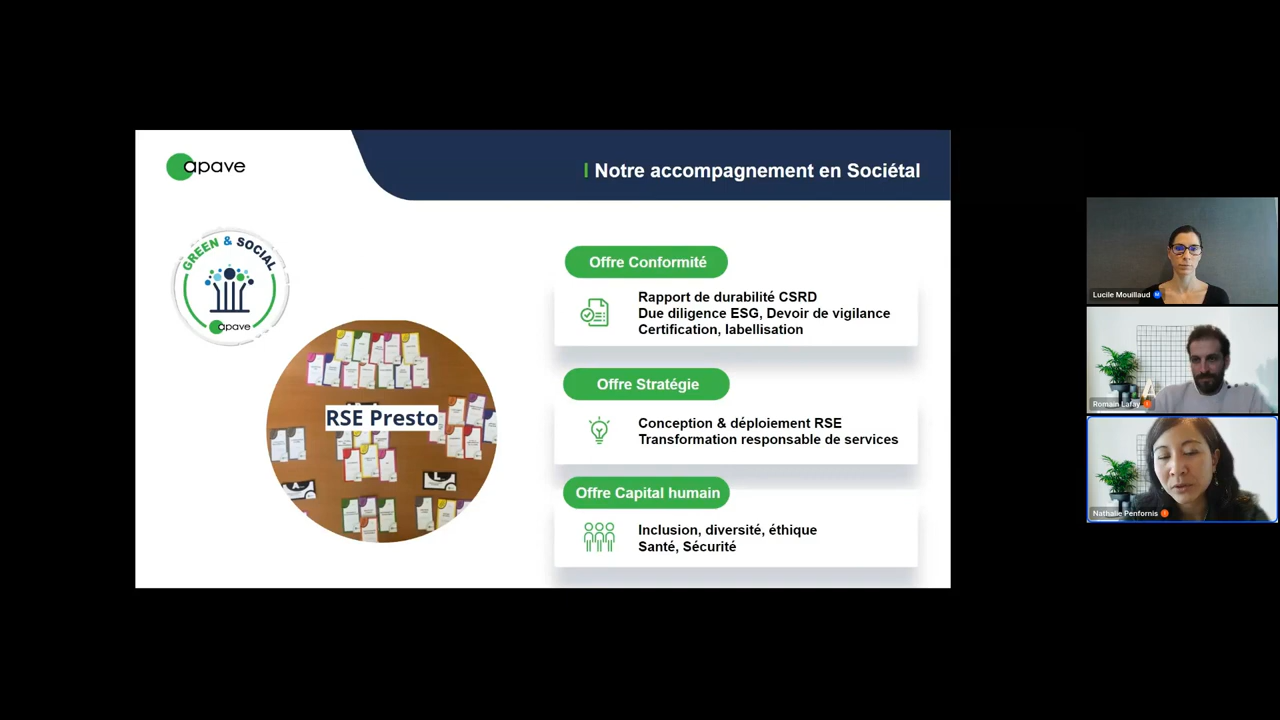 apave
Notre accompagnement en Sociétal
GREEN & SOCIAL
apave
RSE Presto
Offre Conformité
Rapport de durabilité CSRD
Due diligence ESG, Devoir de vigilance
Certification, labellisation
Offre Stratégie
Conception & déploiement RSE
Transformation responsable de services
Offre Capital humain
Inclusion, diversité, éthique
Santé, Sécurité
Lucile Mouillaud
Romain Lafay
Nathalie Penfornis